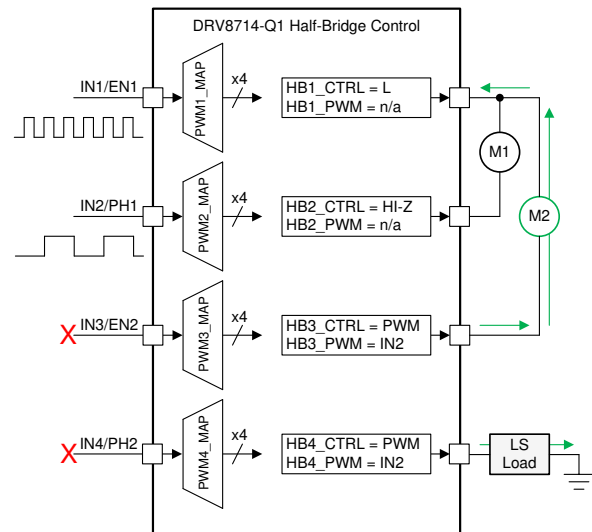 DRV8714-Q1 Half-Bridge Control
IN1/EN1
PWM1_MAP
x4
HB1_CTRL = L
HB1_PWM = n/a
M1
IN2/PH1
PWM2_MAP
x4
HB2_CTRL = HI-Z
HB2_PWM = n/a
M2
X
IN3/EN2
PWM3_MAP
x4
HB3_CTRL = PWM
HB3_PWM = IN2
X
IN4/PH2
PWM4_MAP
x4
HB4_CTRL = PWM
HB4_PWM = IN2
LS
Load